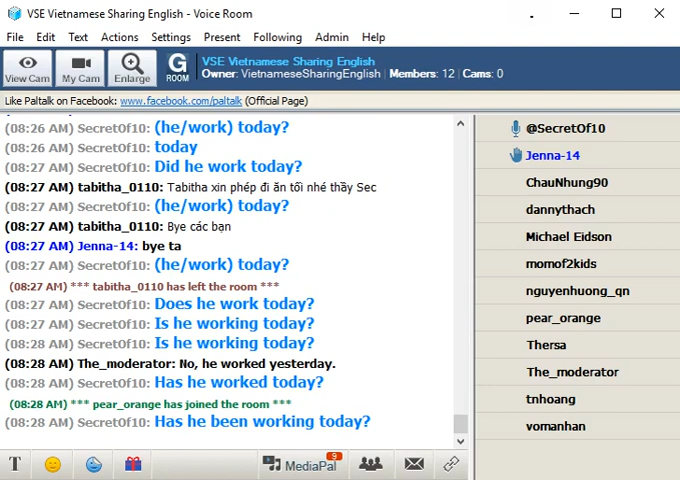 VSE Vietnamese Sharing English - Voice Room
File Edit Text Actions Settings Present Following Admin Help
View Cam My Cam Enlarge G ROOM
VSE Vietnamese Sharing English
Owner: VietnameseSharingEnglish Members: 12 Cams: 0
Like Paltalk on Facebook: www.facebook.com/paltalk (Official Page)
(08:26 AM) SecretOf10: (he/work) today?
(08:26 AM) SecretOf10: today
(08:27 AM) SecretOf10: Did he work today?
(08:27 AM) tabitha_0110: Tabitha xin phép đi ăn tối nhé thầy Sec
(08:27 AM) SecretOf10: (he/work) today?
(08:27 AM) tabitha_0110: Bye các bạn
(08:27 AM) Jenna-14: bye ta
(08:27 AM) SecretOf10: (he/work) today?
(08:27 AM) *** tabitha_0110 has left the room ***
(08:27 AM) SecretOf10: Does he work today?
(08:27 AM) SecretOf10: Is he working today?
(08:28 AM) SecretOf10: Is he working today?
(08:28 AM) The_moderator: No, he worked yesterday.
(08:28 AM) SecretOf10: Has he worked today?
(08:28 AM) *** pear_orange has joined the room ***
(08:28 AM) SecretOf10: Has he been working today?
@SecretOf10
Jenna-14
ChauNhung90
dannythach
Michael Eidson
momof2kids
nguyenhuong_qn
pear_orange
Thersa
The_moderator
tnhoang
vomanhan
T MediaPal 9